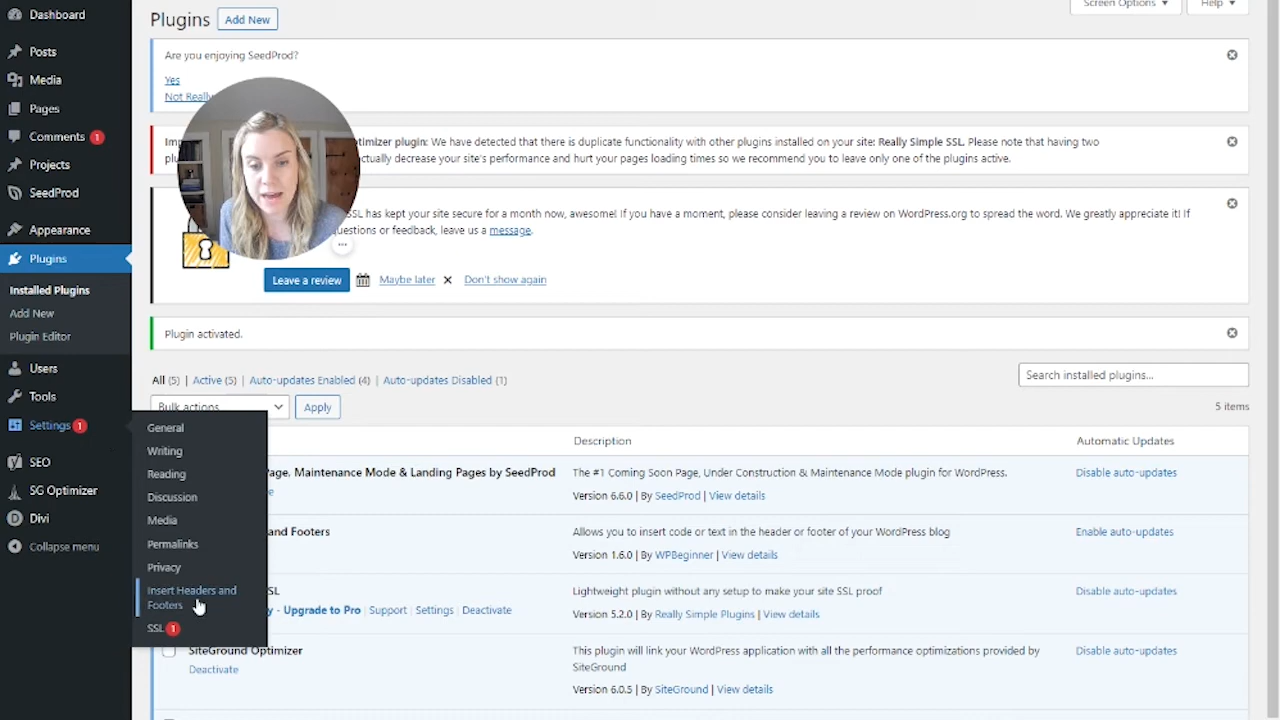 Dashboard
Posts
Media
Pages
Comments 1
Projects
SeedProd
Appearance
Plugins
Installed Plugins
Add New
Plugin Editor
Users
Tools
Settings 1
SEO
SG Optimizer
Divi
Collapse menu
General
Writing
Reading
Discussion
Media
Permalinks
Privacy
Insert Headers and
Footers
SSL 1
Screen Options
Help
Plugins
Add New
Are you enjoying SeedProd?
Yes
Not Really
optimizer plugin: We have detected that there is duplicate functionality with other plugins installed on your site: Really Simple SSL. Please note that having two
actually decrease your site's performance and hurt your pages loading times so we recommend you to leave only one of the plugins active.
SSL has kept your site secure for a month now, awesome! If you have a moment, please consider leaving a review on WordPress.org to spread the word. We greatly appreciate it! If
questions or feedback, leave us a message.
Leave a review Maybe later Don't show again
Plugin activated.
All (5) | Active (5) | Auto-updates Enabled (4) | Auto-updates Disabled (1)
Search installed plugins...
Bulk actions
Apply
5 items
Description
Automatic Updates
Page, Maintenance Mode & Landing Pages by SeedProd
The #1 Coming Soon Page, Under Construction & Maintenance Mode plugin for WordPress.
Version 6.6.0 | By SeedProd | View details
Disable auto-updates
and Footers
Allows you to insert code or text in the header or footer of your WordPress blog
Version 1.6.0 | By WPBeginner | View details
Enable auto-updates
SSL
- Upgrade to Pro | Support | Settings | Deactivate
Lightweight plugin without any setup to make your site SSL proof
Version 5.2.0 | By Really Simple Plugins | View details
Disable auto-updates
SiteGround Optimizer
Deactivate
This plugin will link your WordPress application with all the performance optimizations provided by
SiteGround
Version 6.0.5 | By SiteGround | View details
Disable auto-updates